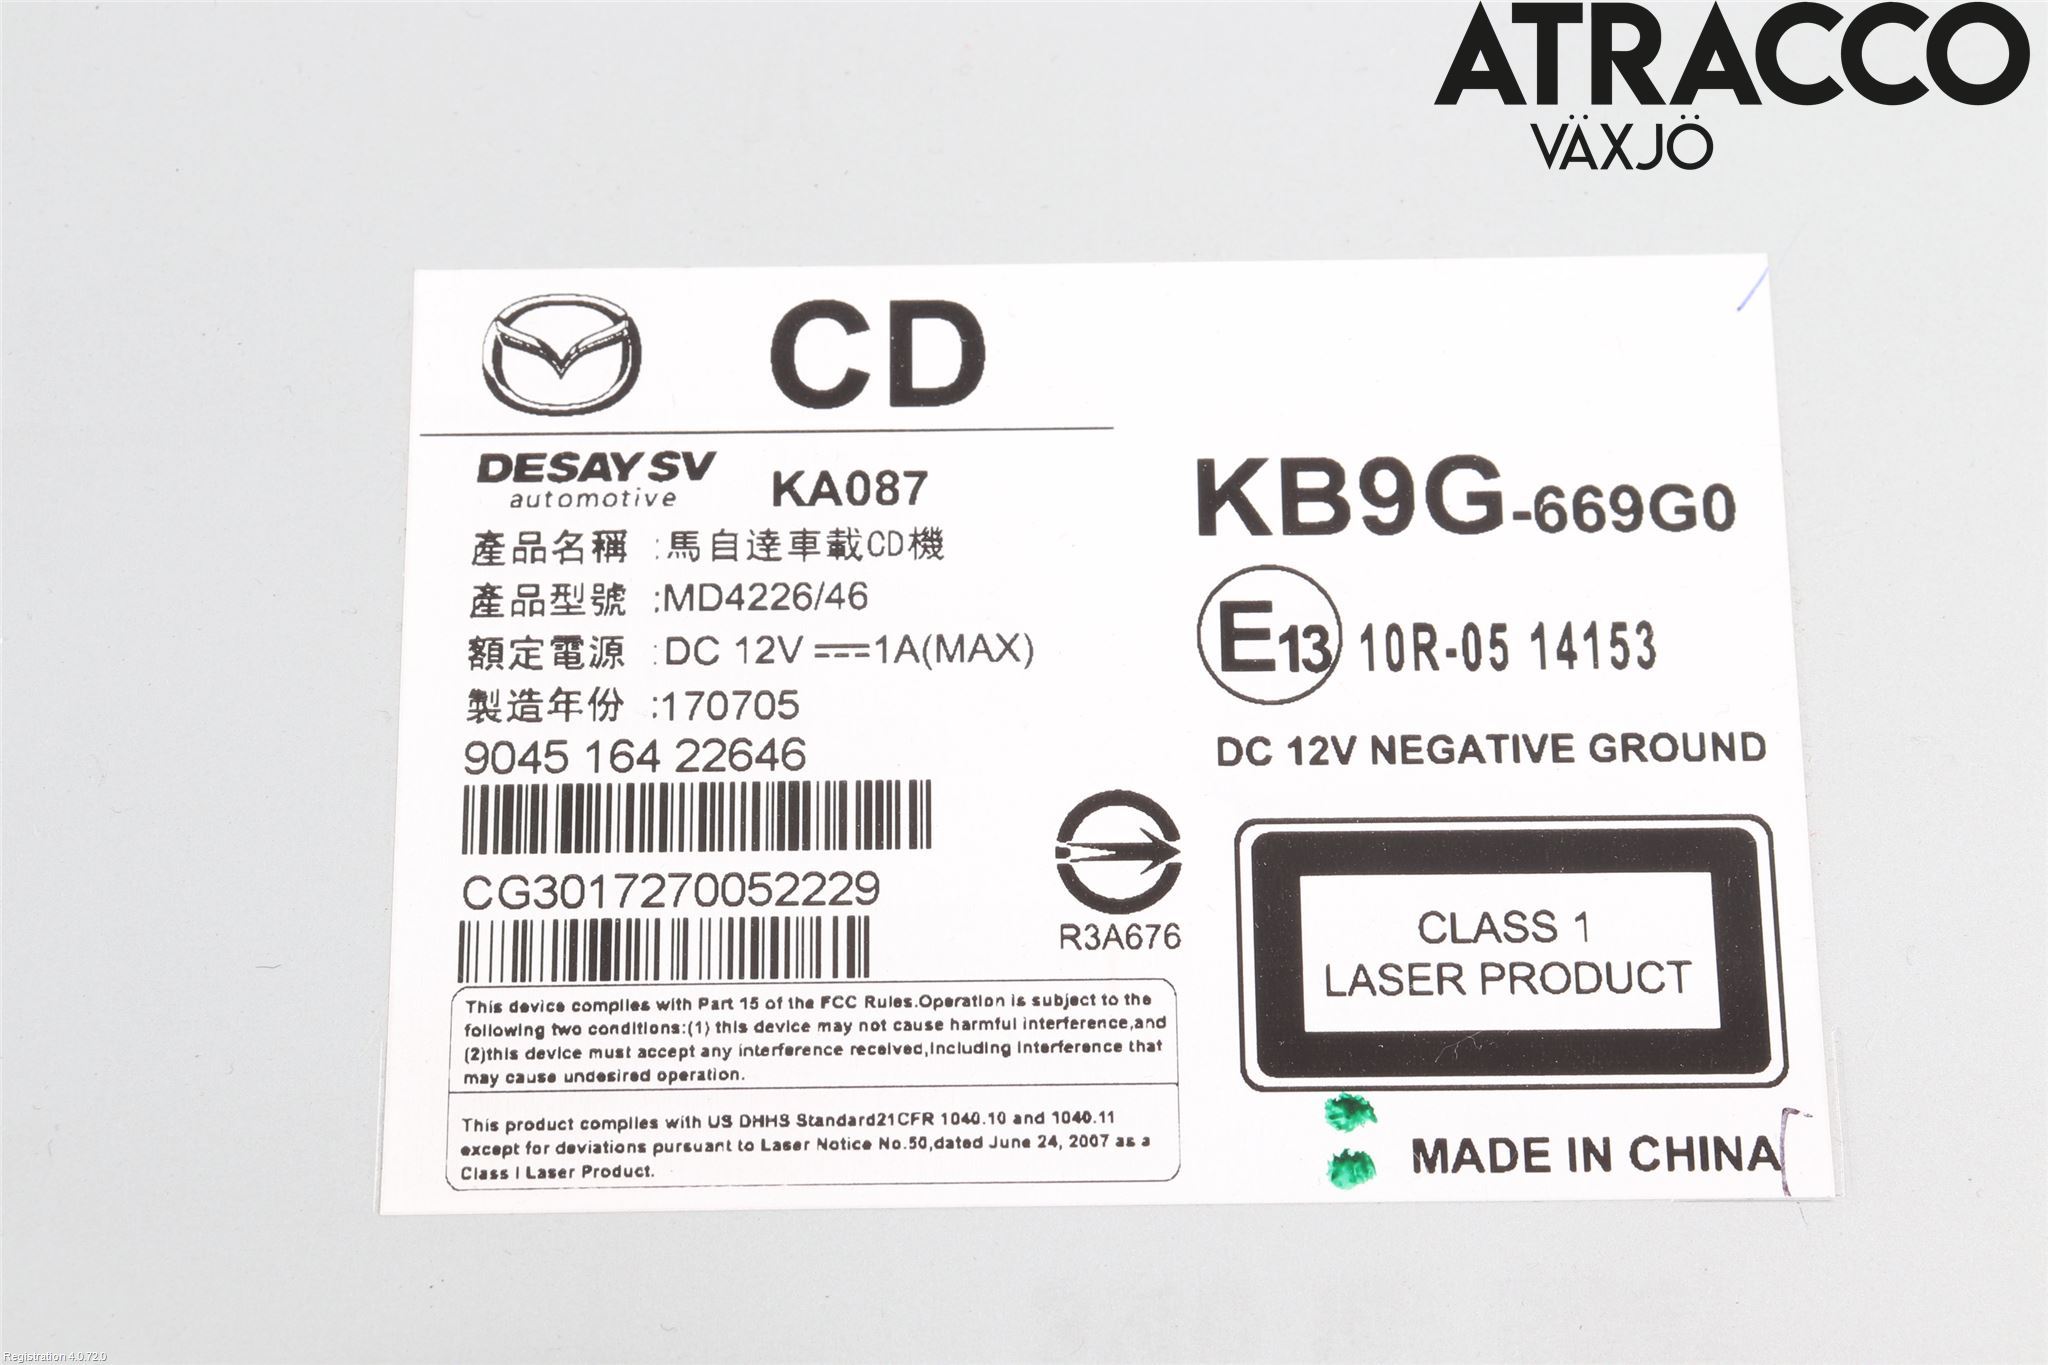 ATRACCO
VÄXJÖ
CD
DESAY SV
automotive
KA087
產品名稱 :馬自達車載CD機
產品型號 :MD4226/46
額定電源 :DC 12V ⎓1A(MAX)
製造年份 :170705
9045 164 22646
CG3017270052229
R3A676
This device complies with Part 15 of the FCC Rules.Operation is subject to the
following two conditions:(1) this device may not cause harmful interference,and
(2)this device must accept any interference received,including interference that
may cause undesired operation.
This product complies with US DHHS Standard21CFR 1040.10 and 1040.11
except for deviations pursuant to Laser Notice No.50,dated June 24, 2007 as a
Class I Laser Product.
KB9G-669G0
E13 10R-05 14153
DC 12V NEGATIVE GROUND
CLASS 1
LASER PRODUCT
MADE IN CHINA
Registration 4.0.72.0